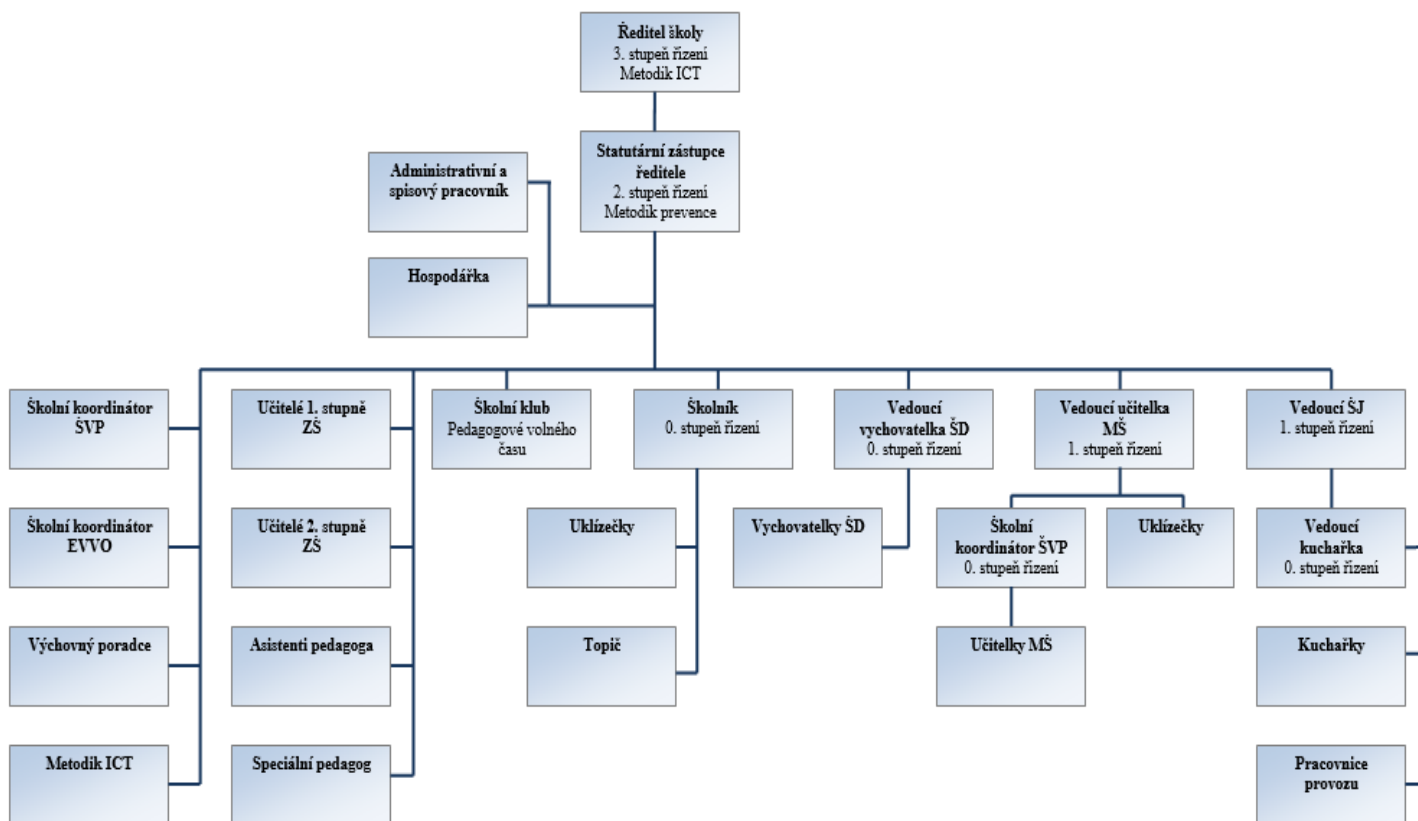 Ředitel školy
3. stupeň řízení
Metodik ICT
Statutární zástupce
ředitele
2. stupeň řízení
Metodik prevence
Administrativní a
spisový pracovník
Hospodářka
Školní koordinátor
ŠVP
Učitelé 1. stupně
ZŠ
Školní klub
Pedagogové volného
času
Školník
0. stupeň řízení
Vedoucí
vychovatelka ŠD
0. stupeň řízení
Vedoucí učitelka
MŠ
1. stupeň řízení
Vedoucí ŠJ
1. stupeň řízení
Školní koordinátor
EVVO
Učitelé 2. stupně
ZŠ
Uklízečky
Vychovatelky ŠD
Školní
koordinátor ŠVP
0. stupeň řízení
Uklízečky
Vedoucí
kuchařka
0. stupeň řízení
Výchovný poradce
Asistenti pedagoga
Topič
Učitelky MŠ
Kuchařky
Metodik ICT
Speciální pedagog
Pracovnice
provozu